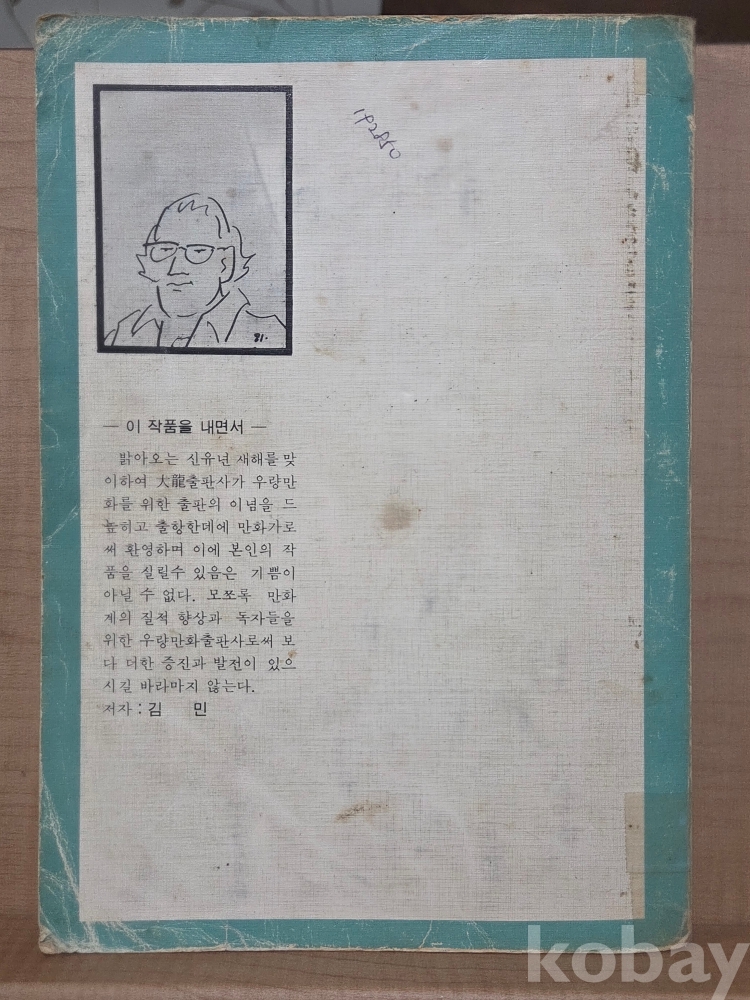 172850
81.
— 이 작품을 내면서 —
밝아오는 신유년 새해를 맞
이하여 大龍출판사가 우량만
화를 위한 출판의 이념을 드
높히고 출항한데에 만화가로
써 환영하며 이에 본인의 작
품을 실릴수 있음은 기쁨이
아닐 수 없다. 모쪼록 만화
계의 질적 향상과 독자들을
위한 우량만화출판사로써 보
다 더한 증진과 발전이 있으
시길 바라마지 않는다.
저자 : 김 민
kobay